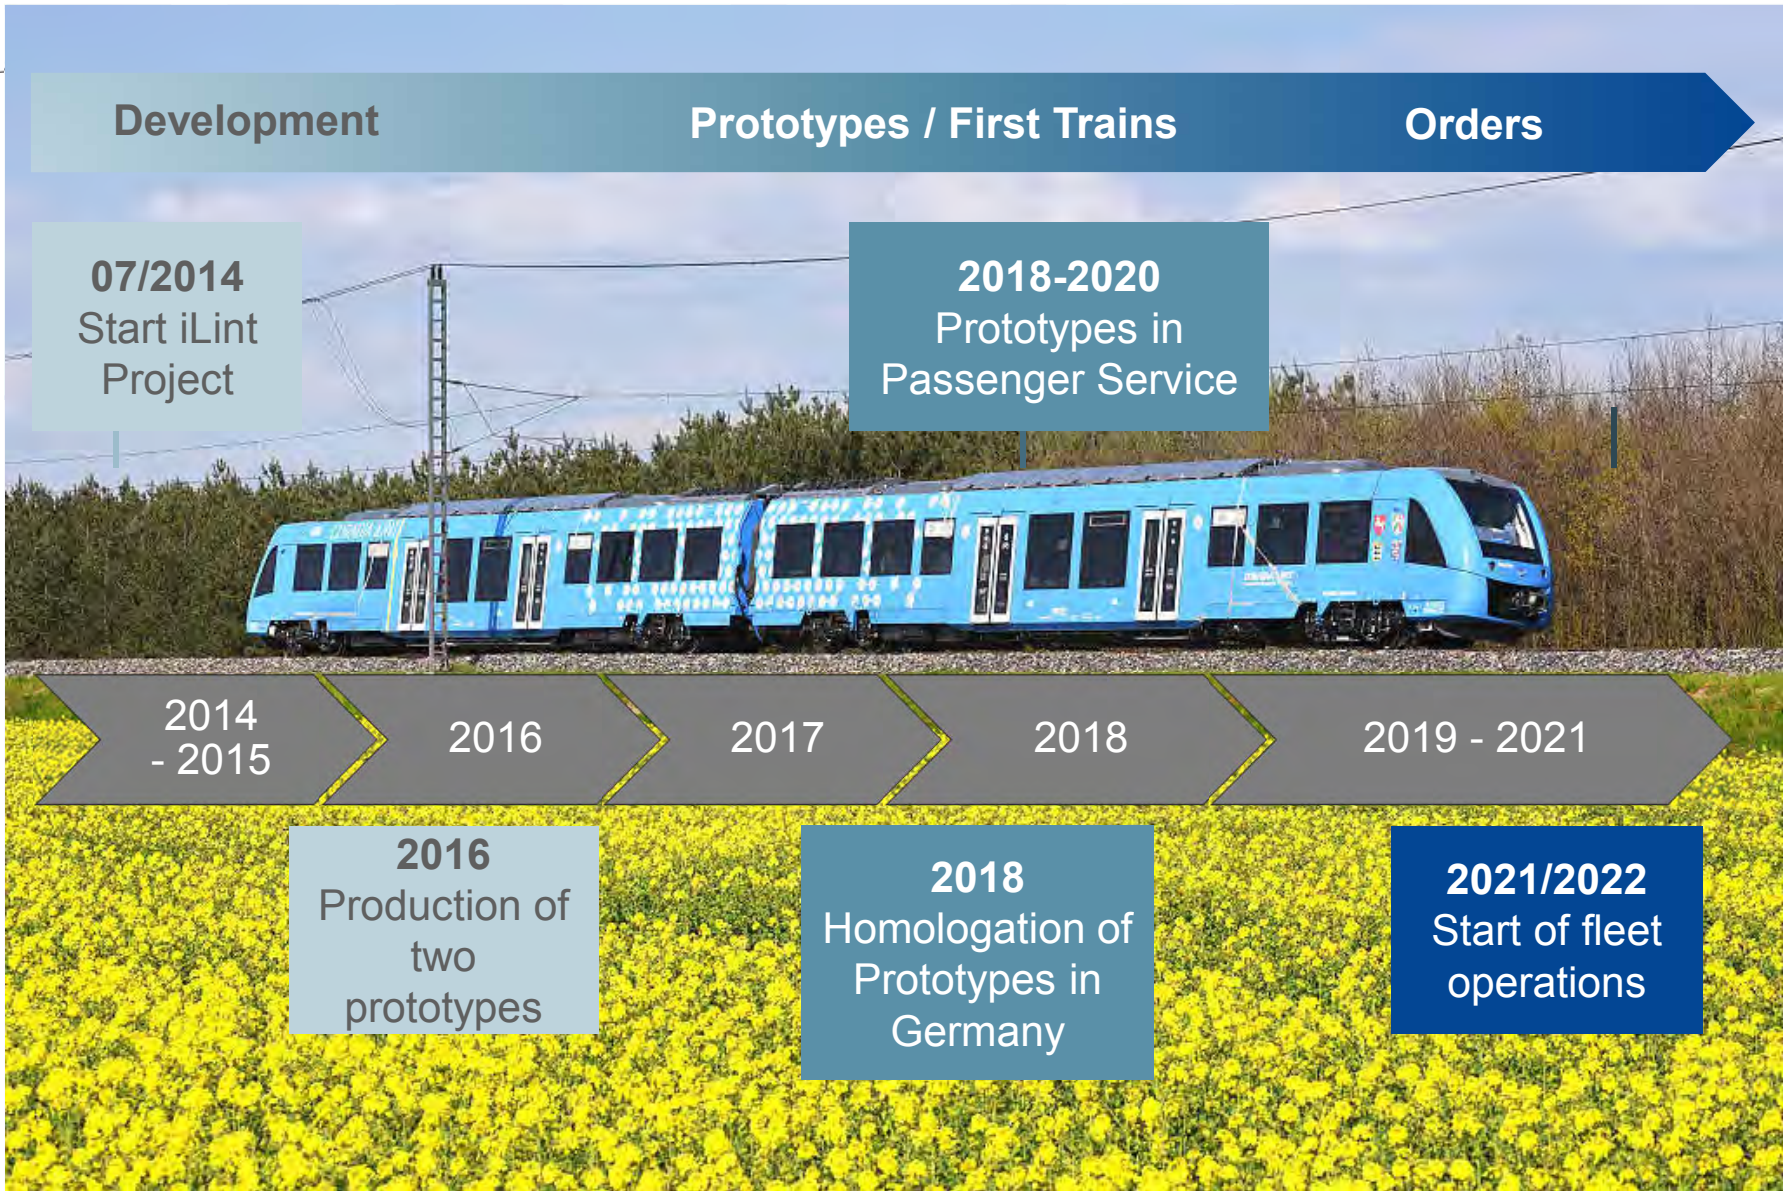 Development
Prototypes / First Trains
Orders
07/2014
Start iLint
Project
2018-2020
Prototypes in
Passenger Service
2014
- 2015
2016
2017
2018
2019 - 2021
2016
Production of
two
prototypes
2018
Homologation of
Prototypes in
Germany
2021/2022
Start of fleet
operations